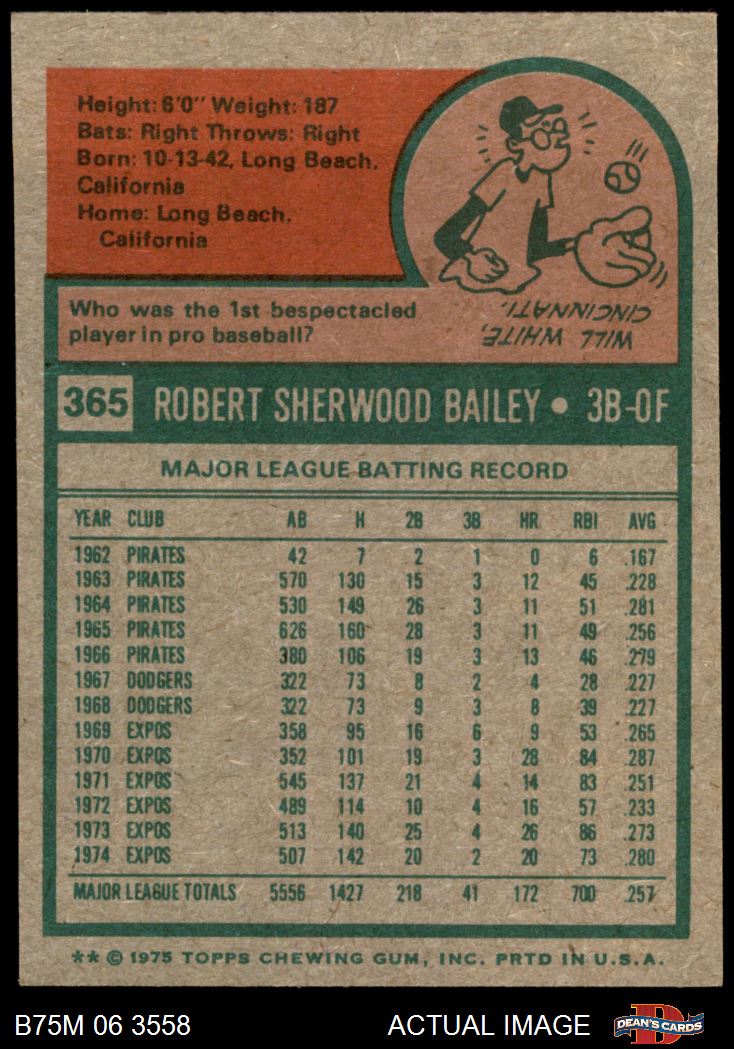 Height: 6'0" Weight: 187
Bats: Right Throws: Right
Born: 10-13-42, Long Beach,
California
Home: Long Beach,
California
Who was the 1st bespectacled
player in pro baseball?
WILL WHITE,
CINCINNATI.
365 ROBERT SHERWOOD BAILEY • 3B-OF
MAJOR LEAGUE BATTING RECORD
YEAR CLUB AB H 2B 3B HR RBI AVG
1962 PIRATES 42 7 2 1 0 6 .167
1963 PIRATES 570 130 15 3 12 45 .228
1964 PIRATES 530 149 26 3 11 51 .281
1965 PIRATES 626 160 28 3 11 49 .256
1966 PIRATES 380 106 19 3 13 46 .279
1967 DODGERS 322 73 8 2 4 28 .227
1968 DODGERS 322 73 9 3 8 39 .227
1969 EXPOS 358 95 16 6 9 53 .265
1970 EXPOS 352 101 19 3 28 84 .287
1971 EXPOS 545 137 21 4 14 83 .251
1972 EXPOS 489 114 10 4 16 57 .233
1973 EXPOS 513 140 25 4 26 86 .273
1974 EXPOS 507 142 20 2 20 73 .280
MAJOR LEAGUE TOTALS 5556 1427 218 41 172 700 .257
** © 1975 TOPPS CHEWING GUM, INC. PRTD IN U.S.A.
B75M 06 3558 ACTUAL IMAGE DEAN'S CARDS